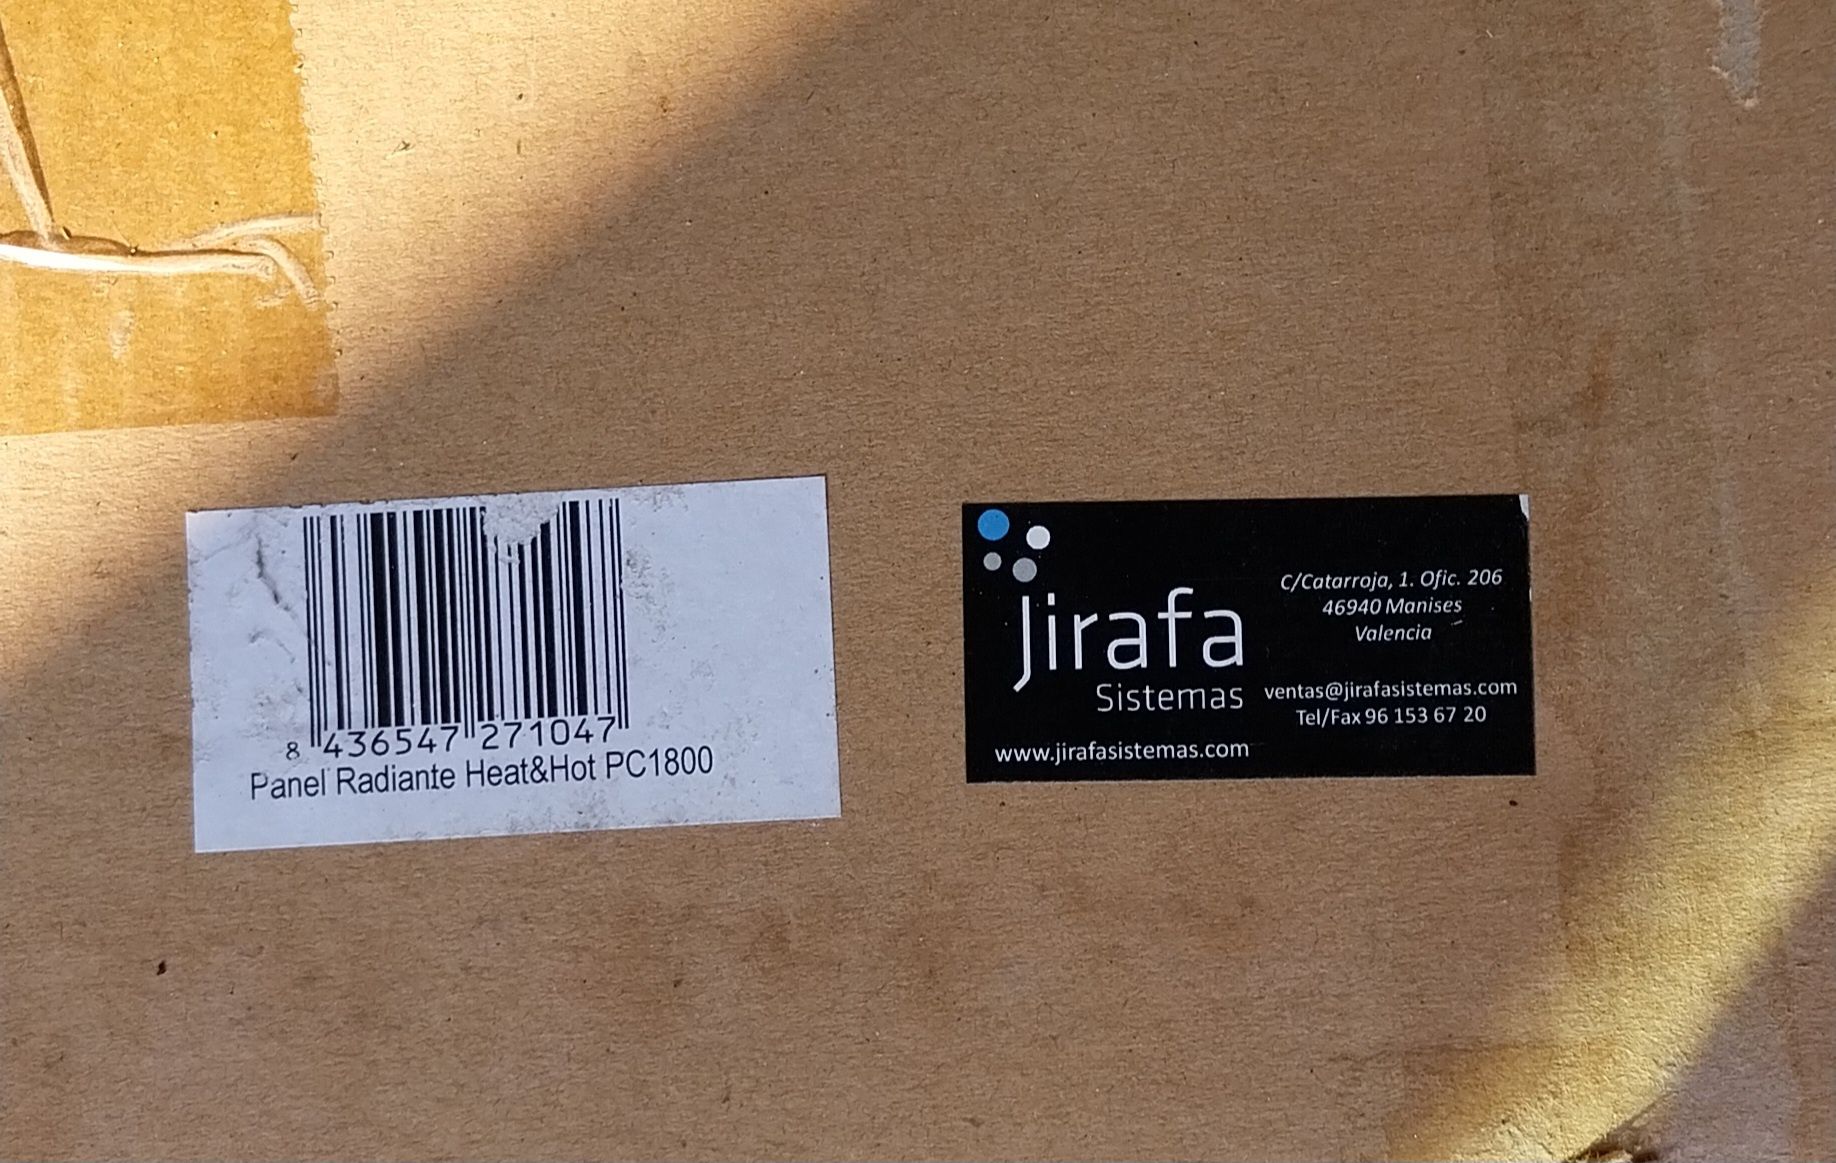 8 436547 271047
Panel Radiante Heat&Hot PC1800
Jirafa
Sistemas
www.jirafasistemas.com
C/Catarroja, 1. Ofic. 206
46940 Manises
Valencia
ventas@jirafasistemas.com
Tel/Fax 96 153 67 20